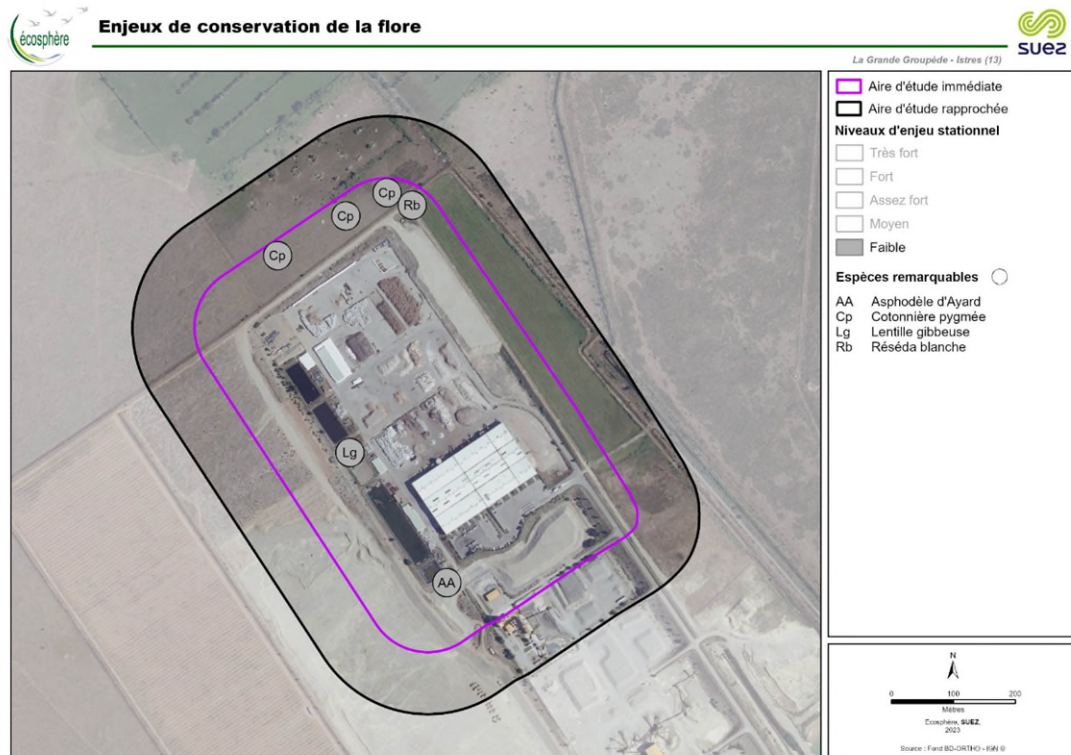 écosphère
Enjeux de conservation de la flore
suez
La Grande Groupède - Istres (13)
Aire d'étude immédiate
Aire d'étude rapprochée
Niveaux d'enjeu stationnel
Très fort
Fort
Assez fort
Moyen
Faible
Espèces remarquables
AA Asphodèle d'Ayard
Cp Cotonnière pygmée
Lg Lentille gibbeuse
Rb Réséda blanche
Cp
Rb
Cp
Cp
Lg
AA
N
0 100 200
Mètres
Ecosphère, SUEZ,
2023
Source : Fond BD-ORTHO - IGN ©